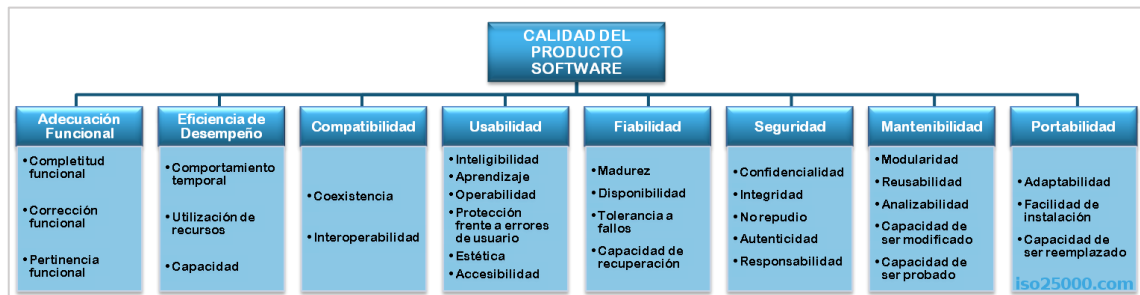 CALIDAD DEL
PRODUCTO
SOFTWARE
Adecuación
Funcional
• Completitud
funcional
• Corrección
funcional
• Pertinencia
funcional
Eficiencia de
Desempeño
• Comportamiento
temporal
• Utilización de
recursos
• Capacidad
Compatibilidad
• Coexistencia
• Interoperabilidad
Usabilidad
• Inteligibilidad
• Aprendizaje
• Operabilidad
• Protección
frente a errores
de usuario
• Estética
• Accesibilidad
Fiabilidad
• Madurez
• Disponibilidad
• Tolerancia a
fallos
• Capacidad de
recuperación
Seguridad
• Confidencialidad
• Integridad
• No repudio
• Autenticidad
• Responsabilidad
Mantenibilidad
• Modularidad
• Reusabilidad
• Analizabilidad
• Capacidad de
ser modificado
• Capacidad de
ser probado
Portabilidad
• Adaptabilidad
• Facilidad de
instalación
• Capacidad de
ser reemplazado
iso25000.com